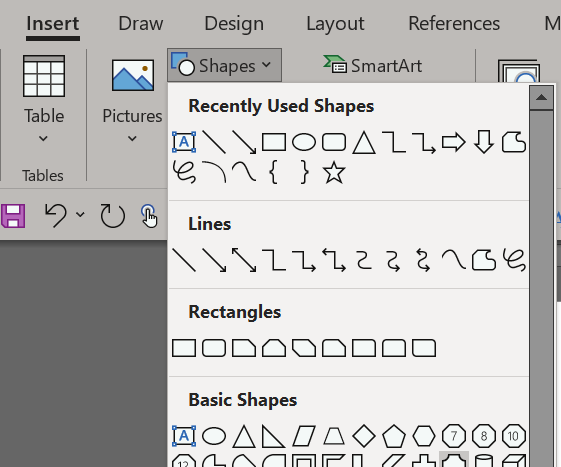 Insert Draw Design Layout References M
Shapes SmartArt
Table Pictures
Tables
Recently Used Shapes
A
Lines
Rectangles
Basic Shapes
A 7 8 10
12